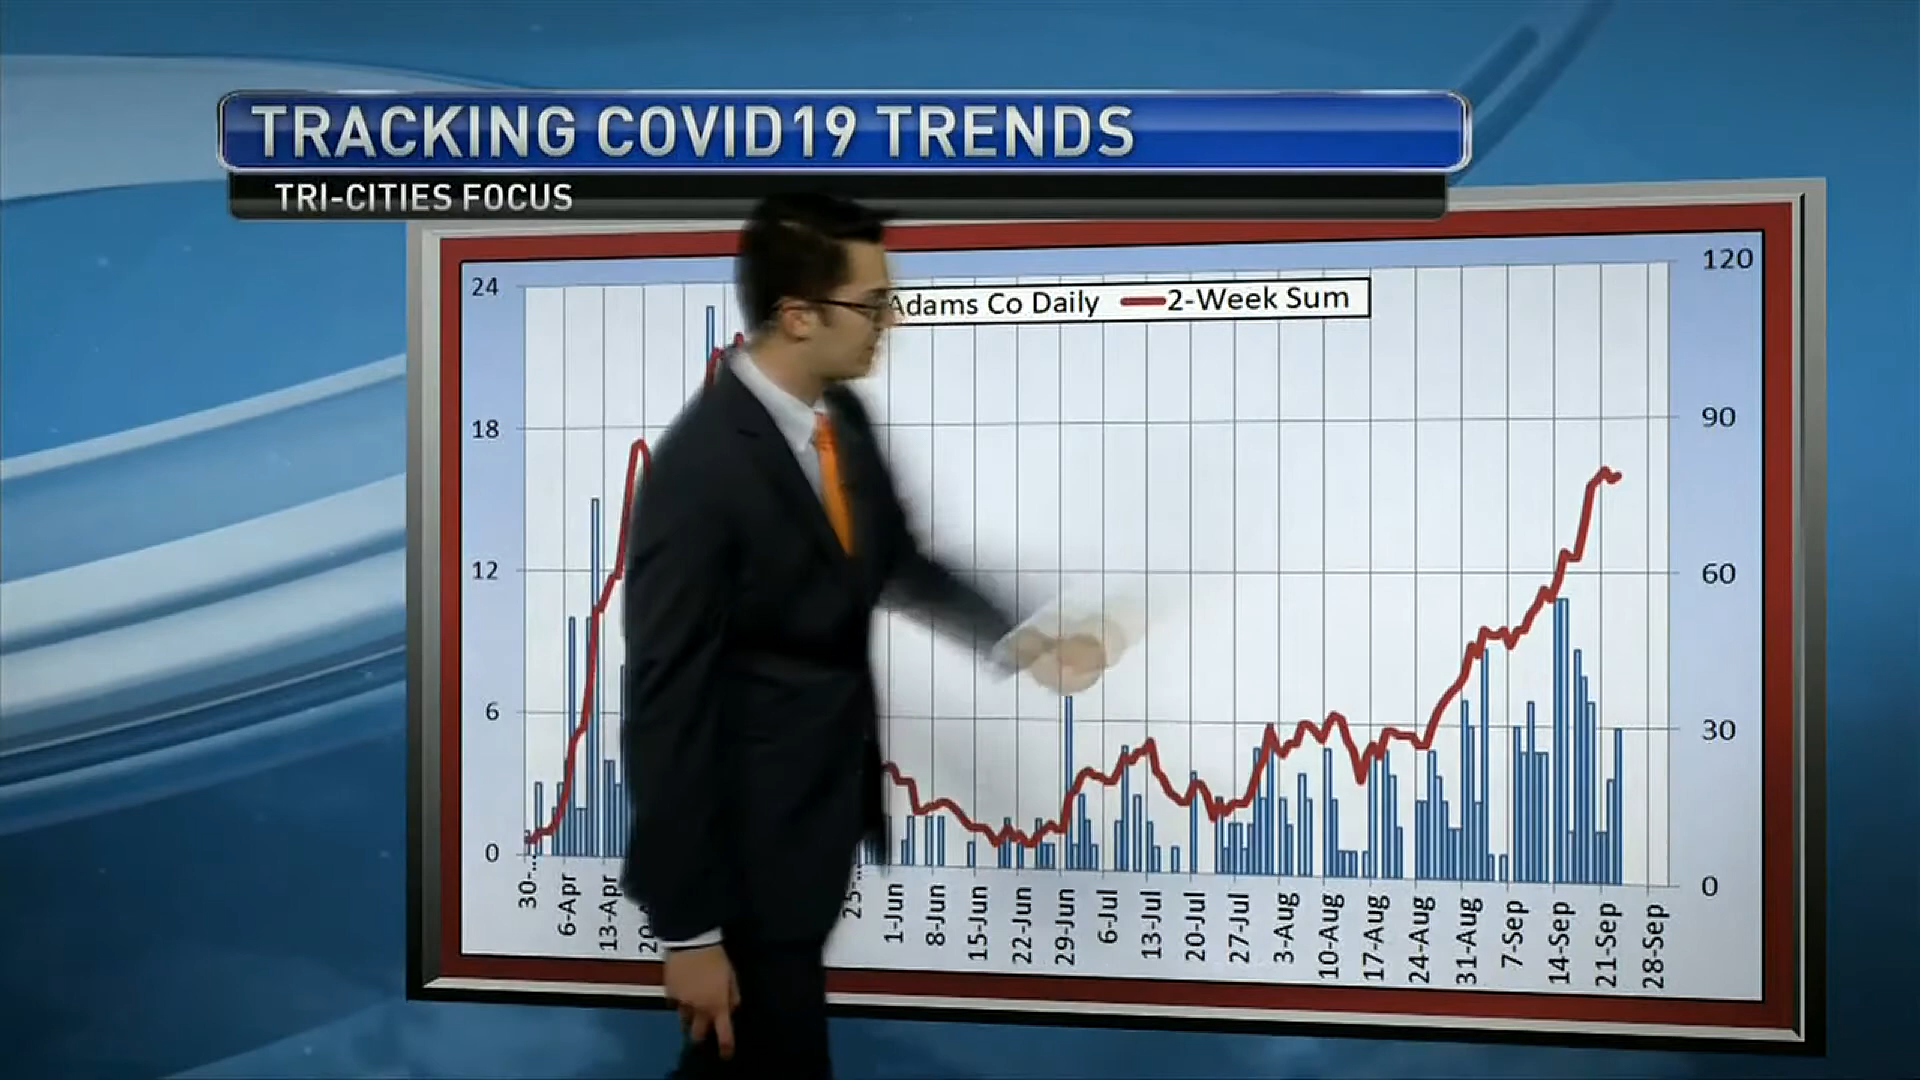 TRACKING COVID19 TRENDS
TRI-CITIES FOCUS
Adams Co Daily 2-Week Sum
24
18
12
6
0
120
90
60
30
0
30-...
6-Apr
13-Apr
1-Jun
8-Jun
15-Jun
22-Jun
29-Jun
6-Jul
13-Jul
20-Jul
27-Jul
3-Aug
10-Aug
17-Aug
24-Aug
31-Aug
7-Sep
14-Sep
21-Sep
28-Sep